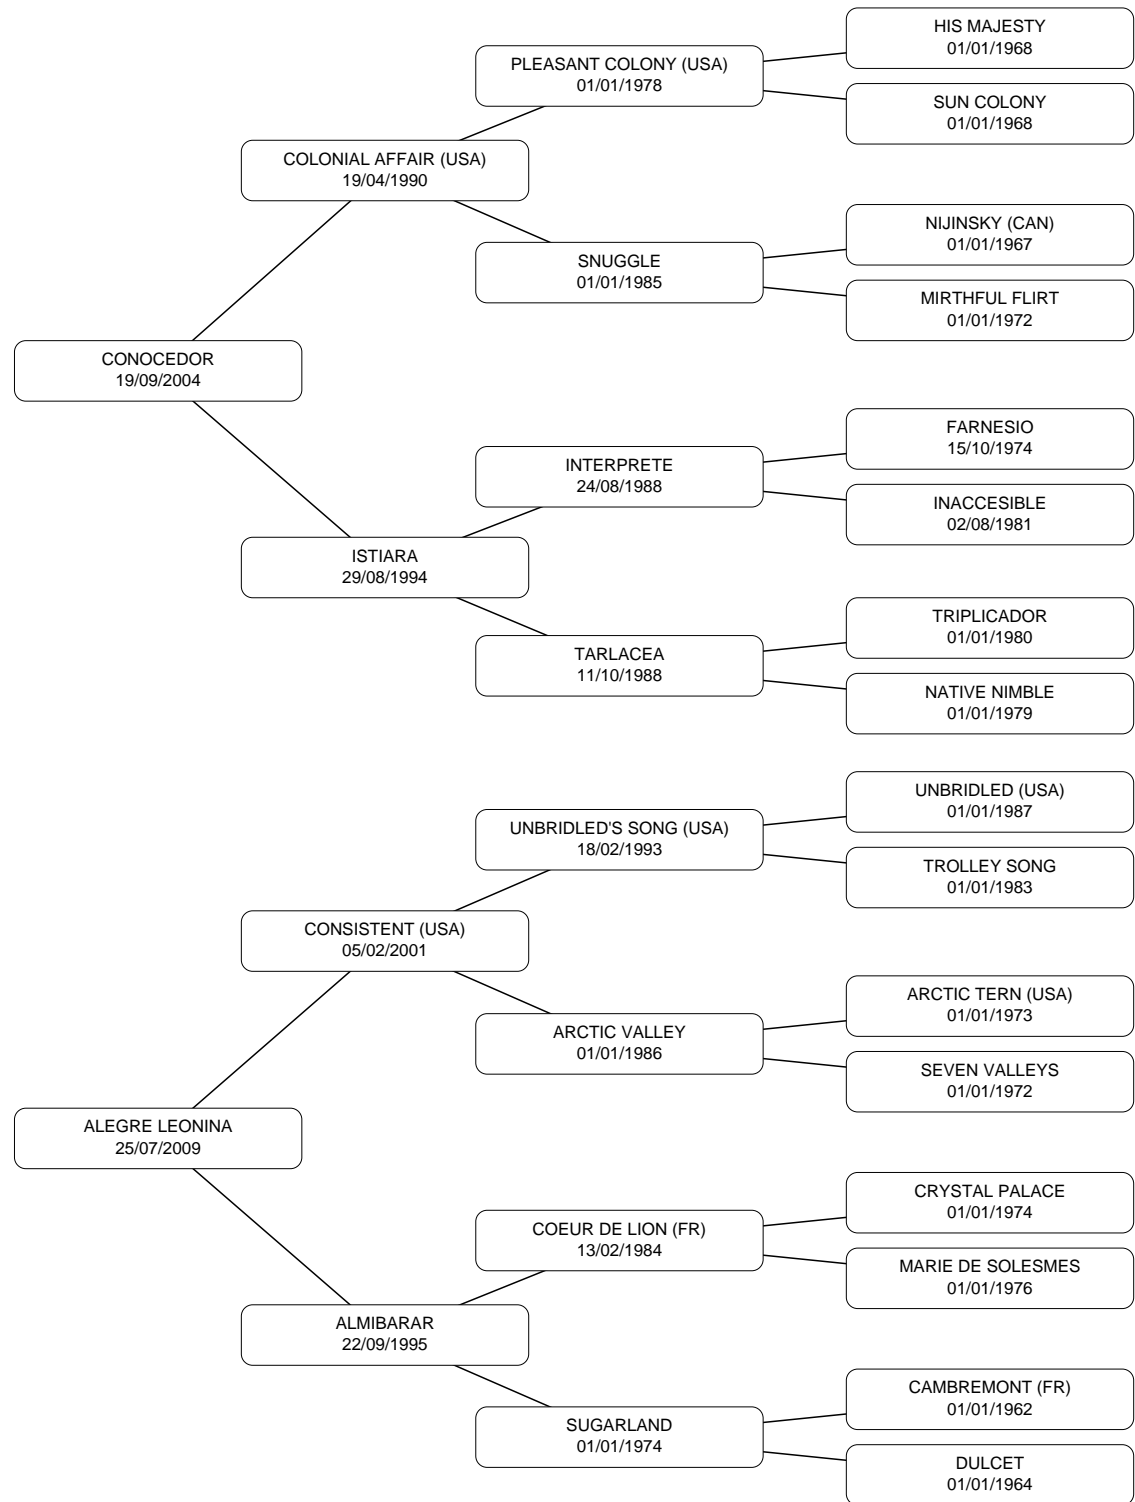 HIS MAJESTY
01/01/1968
PLEASANT COLONY (USA)
01/01/1978
SUN COLONY
01/01/1968
COLONIAL AFFAIR (USA)
19/04/1990
NIJINSKY (CAN)
01/01/1967
SNUGGLE
01/01/1985
MIRTHFUL FLIRT
01/01/1972
CONOCEDOR
19/09/2004
FARNESIO
15/10/1974
INTERPRETE
24/08/1988
INACCESIBLE
02/08/1981
ISTIARA
29/08/1994
TRIPLICADOR
01/01/1980
TARLACEA
11/10/1988
NATIVE NIMBLE
01/01/1979
UNBRIDLED (USA)
01/01/1987
UNBRIDLED'S SONG (USA)
18/02/1993
TROLLEY SONG
01/01/1983
CONSISTENT (USA)
05/02/2001
ARCTIC TERN (USA)
01/01/1973
ARCTIC VALLEY
01/01/1986
SEVEN VALLEYS
01/01/1972
ALEGRE LEONINA
25/07/2009
CRYSTAL PALACE
01/01/1974
COEUR DE LION (FR)
13/02/1984
MARIE DE SOLESMES
01/01/1976
ALMIBARAR
22/09/1995
CAMBREMONT (FR)
01/01/1962
SUGARLAND
01/01/1974
DULCET
01/01/1964